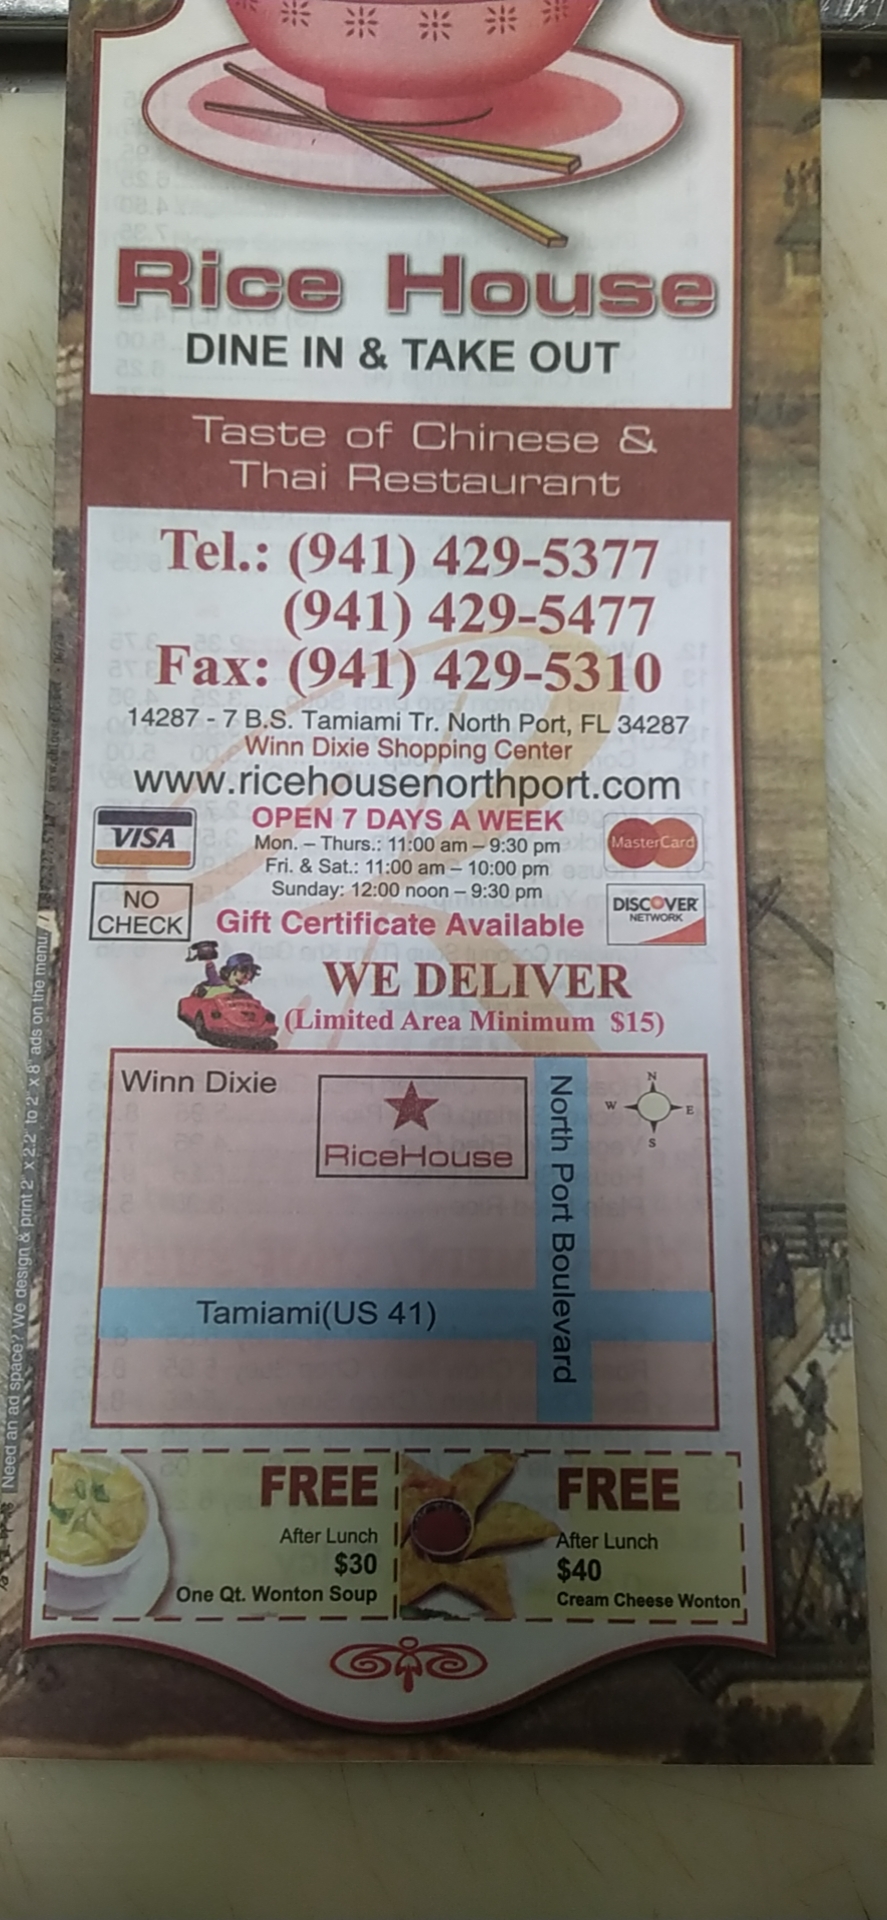 Rice House
DINE IN & TAKE OUT
Taste of Chinese &
Thai Restaurant
Tel.: (941) 429-5377
(941) 429-5477
Fax: (941) 429-5310
14287 - 7 B.S. Tamiami Tr. North Port, FL 34287
Winn Dixie Shopping Center
www.ricehousenorthport.com
OPEN 7 DAYS A WEEK
VISA
Mon. – Thurs.: 11:00 am – 9:30 pm
MasterCard
Fri. & Sat.: 11:00 am – 10:00 pm
Sunday: 12:00 noon – 9:30 pm
NO
CHECK
DISCOVER
NETWORK
Gift Certificate Available
WE DELIVER
(Limited Area Minimum $15)
Winn Dixie
RiceHouse
North Port Boulevard
N
W
E
S
Tamiami(US 41)
FREE
After Lunch
$30
One Qt. Wonton Soup
FREE
After Lunch
$40
Cream Cheese Wonton
Need an ad space? We design & print 2" x 2.2" to 2" x 8" ads on the menu.